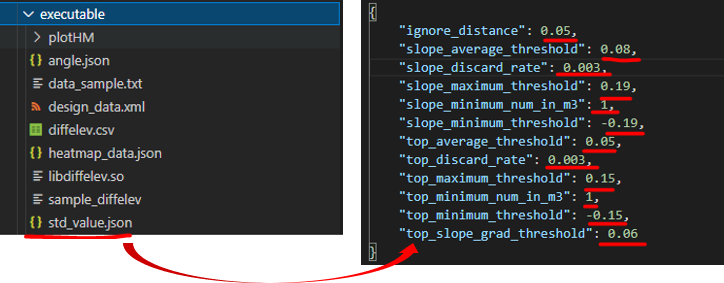 executable
plotHM
angle.json
data_sample.txt
design_data.xml
diffelev.csv
heatmap_data.json
libdiffelev.so
sample_diffelev
std_value.json
{
"ignore_distance": 0.05,
"slope_average_threshold": 0.08,
"slope_discard_rate": 0.003,
"slope_maximum_threshold": 0.19,
"slope_minimum_num_in_m3": 1,
"slope_minimum_threshold": -0.19,
"top_average_threshold": 0.05,
"top_discard_rate": 0.003,
"top_maximum_threshold": 0.15,
"top_minimum_num_in_m3": 1,
"top_minimum_threshold": -0.15,
"top_slope_grad_threshold": 0.06
}